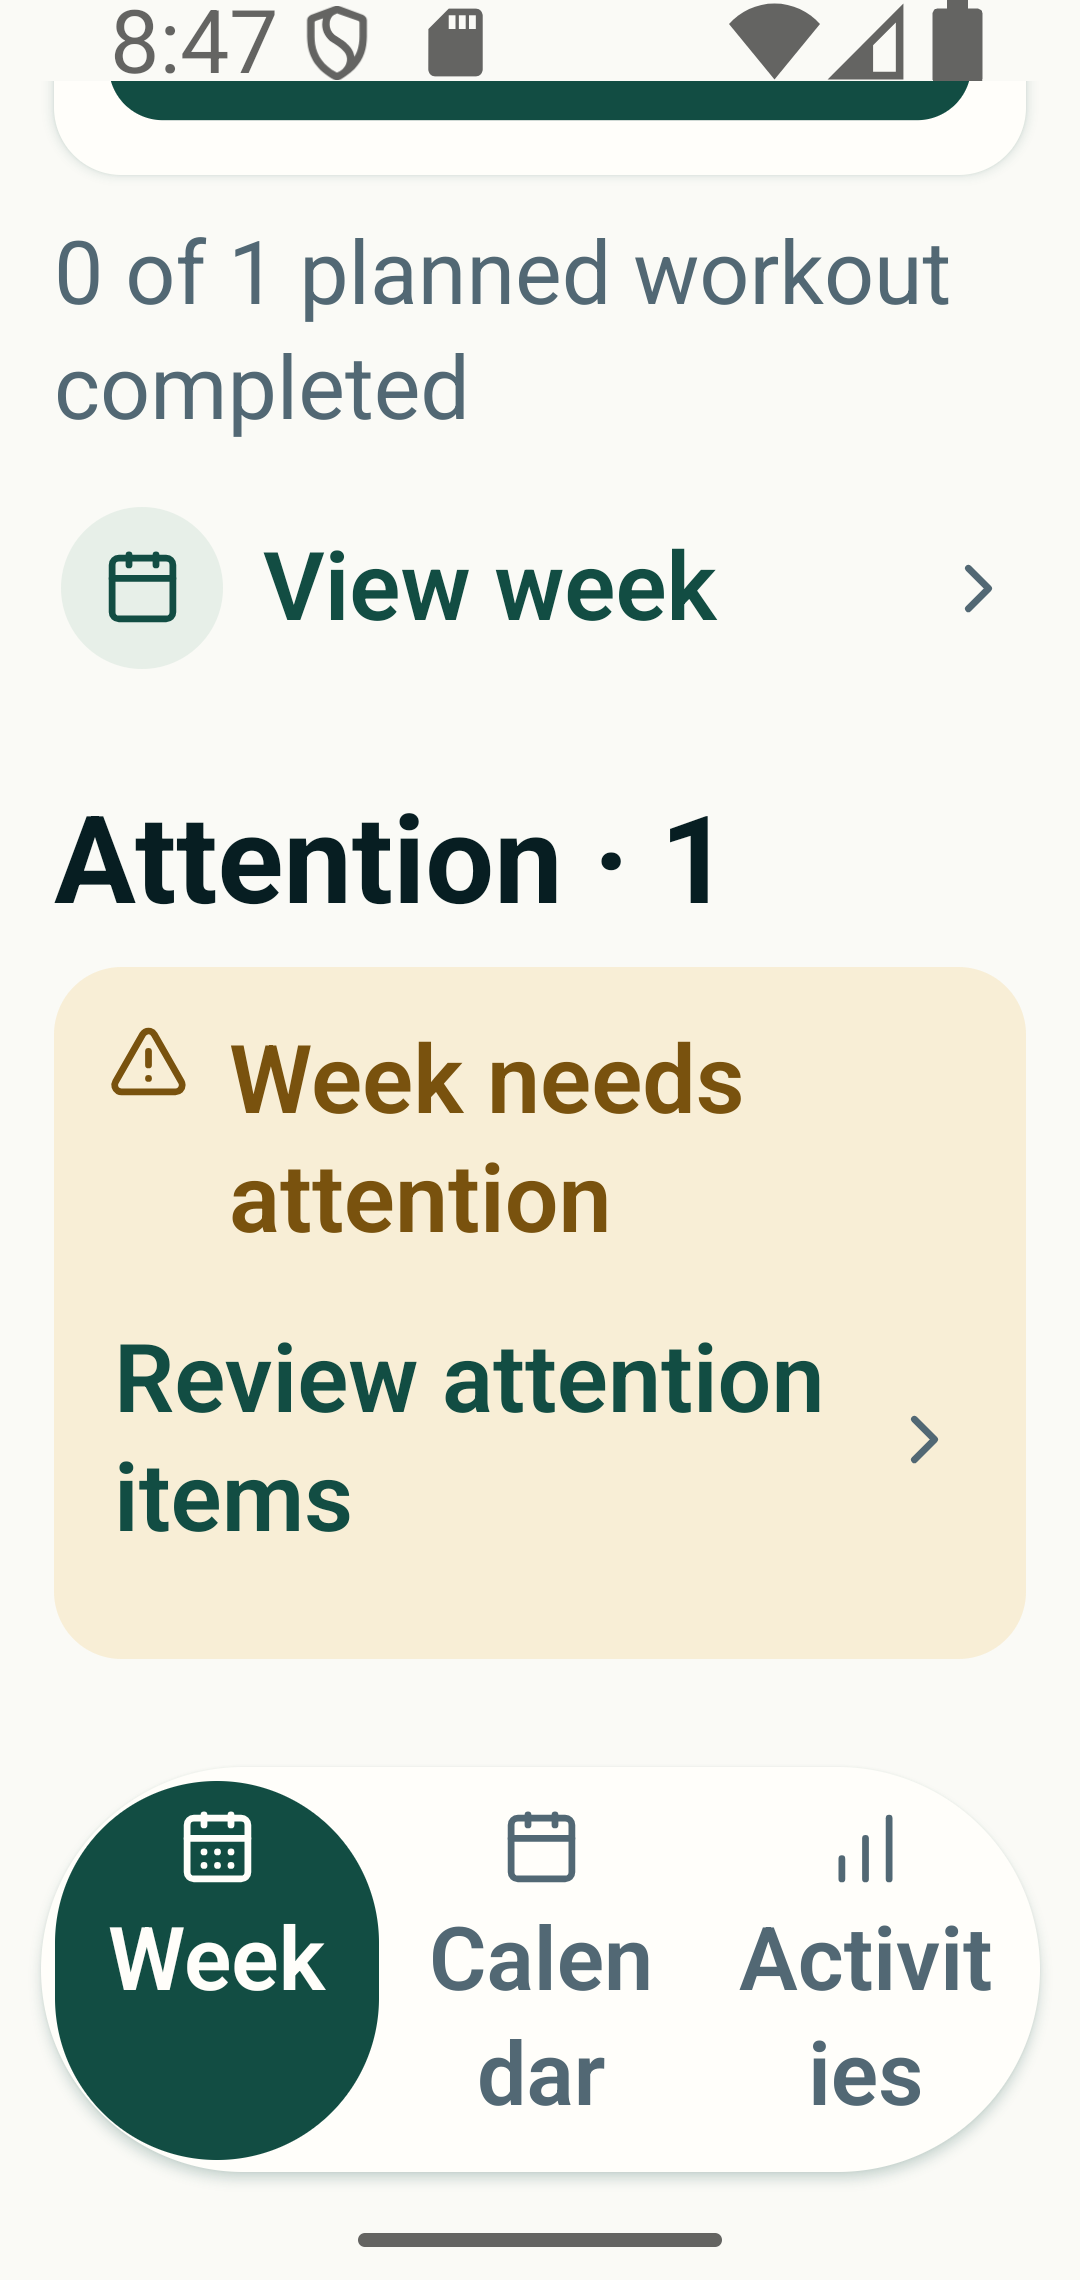 8:47
0 of 1 planned workout
completed
View week
Attention · 1
Week needs
attention
Review attention
items
Week
Calen
dar
Activit
ies